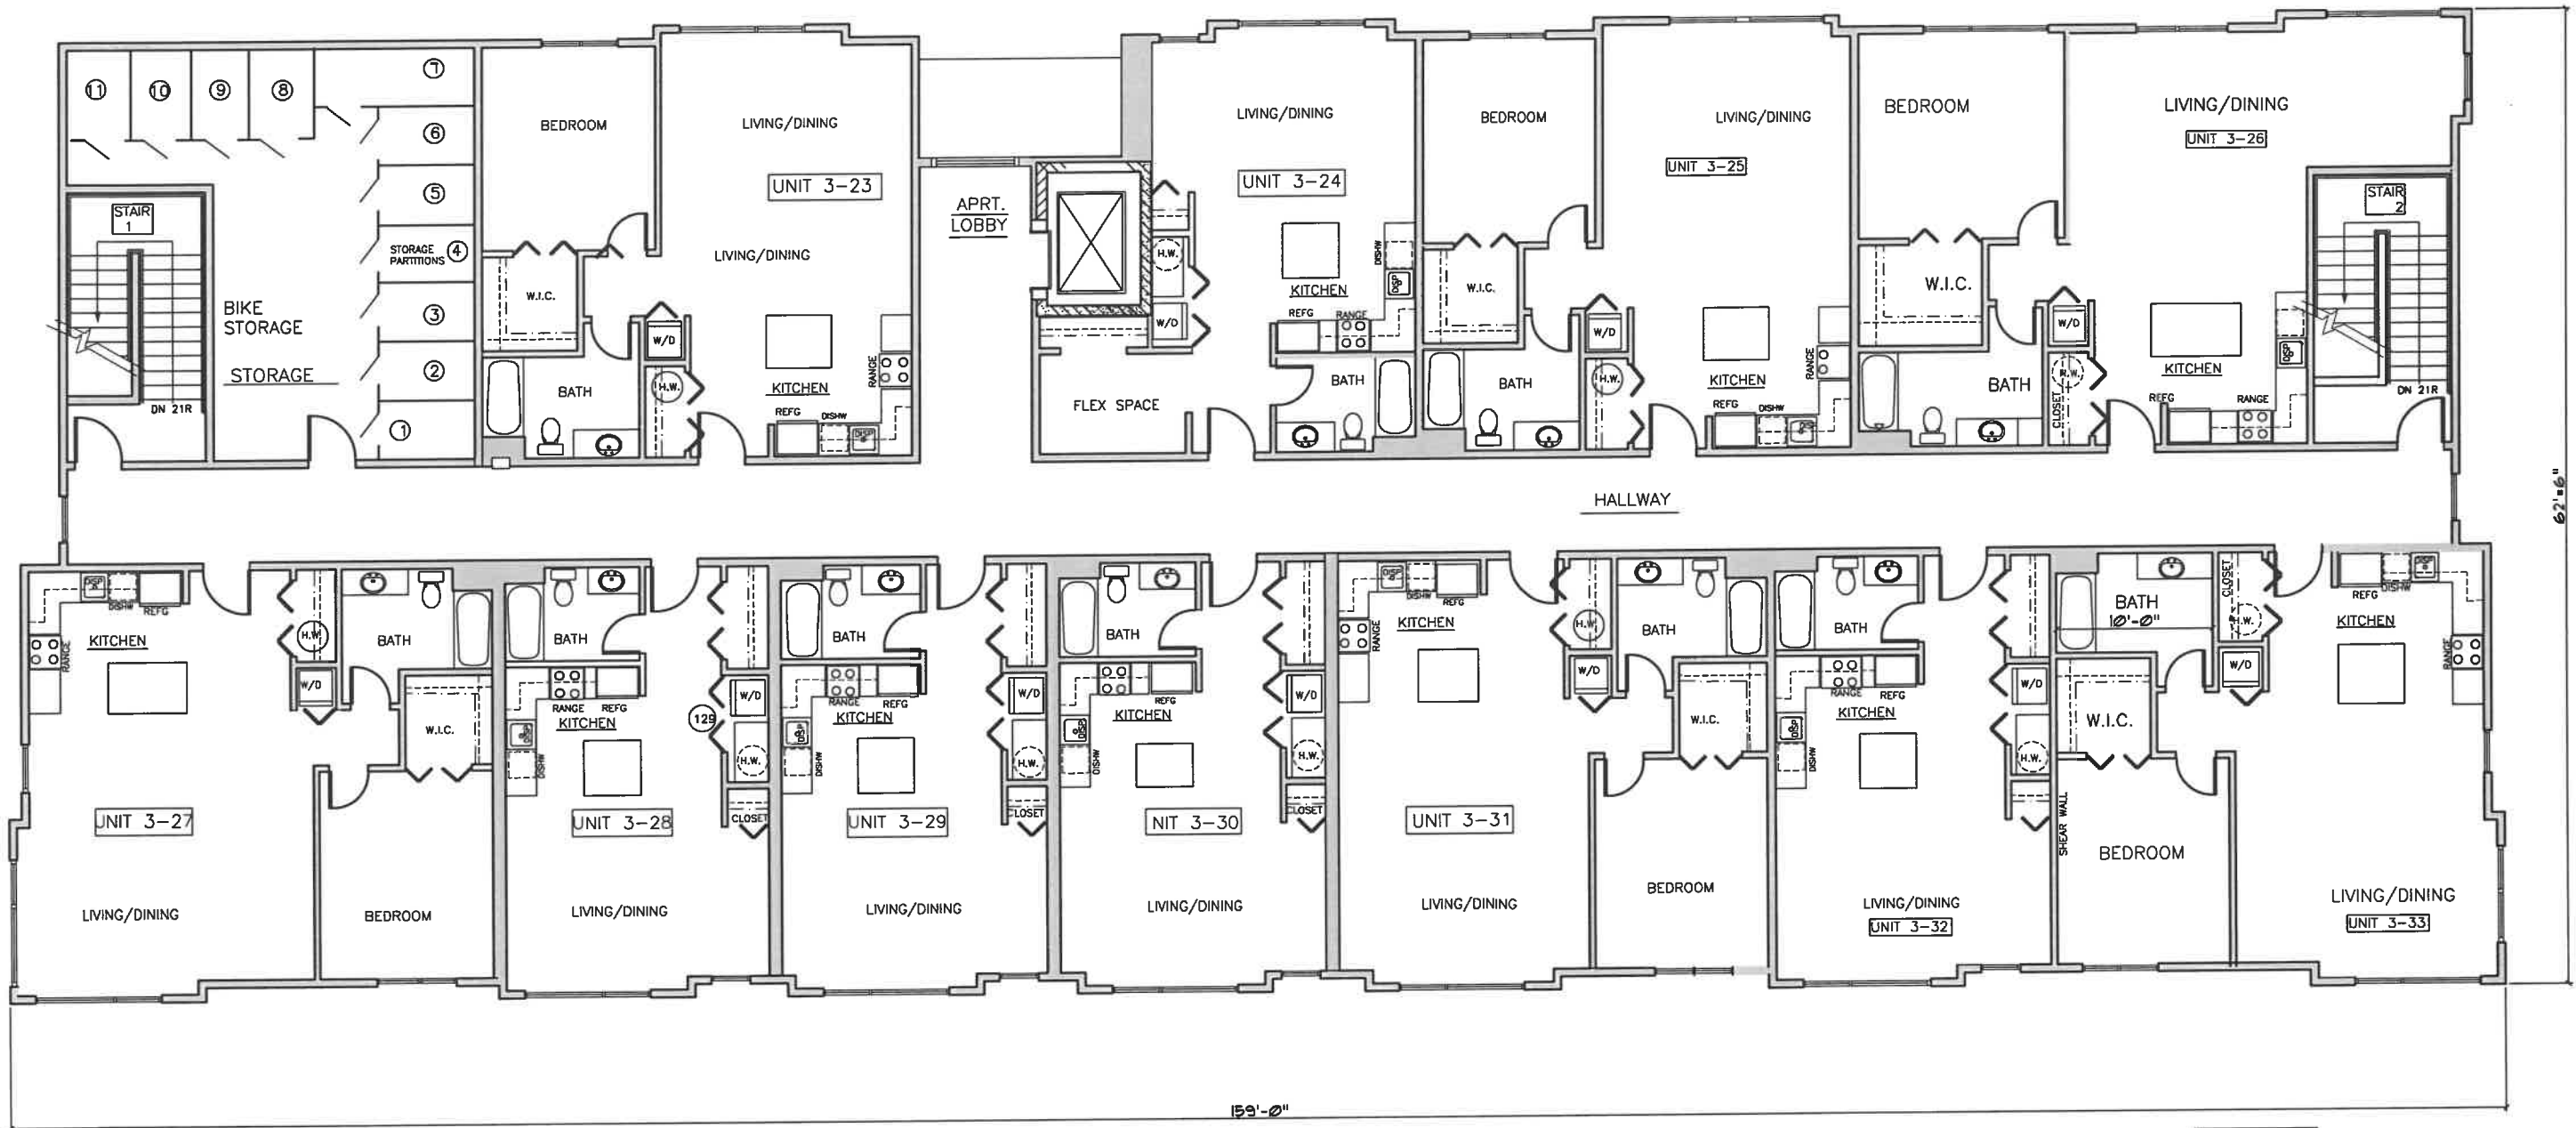 11
10
9
8
7
6
5
STORAGE
PARTITIONS
4
3
2
1
STAIR
1
BIKE
STORAGE
STORAGE
DN 21R
BEDROOM
LIVING/DINING
UNIT 3-23
LIVING/DINING
W.I.C.
W/D
BATH
H.W.
KITCHEN
RANGE
REFG
DISHW
DISP
APRT.
LOBBY
LIVING/DINING
UNIT 3-24
H.W.
W/D
DISHW
DISP
KITCHEN
REFG
RANGE
FLEX SPACE
BATH
BEDROOM
LIVING/DINING
UNIT 3-25
W.I.C.
W/D
BATH
H.W.
KITCHEN
RANGE
REFG
DISHW
BEDROOM
LIVING/DINING
UNIT 3-26
W.I.C.
W/D
BATH
H.W.
CLOSET
KITCHEN
DISP
REFG
RANGE
STAIR
2
DN 21R
HALLWAY
62'-6"
DISP
DISHW
REFG
KITCHEN
RANGE
H.W.
BATH
W/D
W.I.C.
UNIT 3-27
LIVING/DINING
BEDROOM
BATH
RANGE
REFG
KITCHEN
DISP
DISHW
129
W/D
H.W.
UNIT 3-28
CLOSET
LIVING/DINING
BATH
RANGE
REFG
KITCHEN
DISP
DISHW
W/D
H.W.
UNIT 3-29
CLOSET
LIVING/DINING
BATH
REFG
KITCHEN
DISP
DISHW
W/D
H.W.
NIT 3-30
CLOSET
LIVING/DINING
DISP
DISHW
REFG
KITCHEN
RANGE
H.W.
BATH
W/D
W.I.C.
UNIT 3-31
LIVING/DINING
BEDROOM
BATH
RANGE
REFG
KITCHEN
DISP
DISHW
W/D
H.W.
LIVING/DINING
UNIT 3-32
SHEAR WALL
BATH
10'-0"
CLOSET
H.W.
W/D
W.I.C.
BEDROOM
REFG
DISHW
DISP
KITCHEN
RANGE
LIVING/DINING
UNIT 3-33
159'-0"